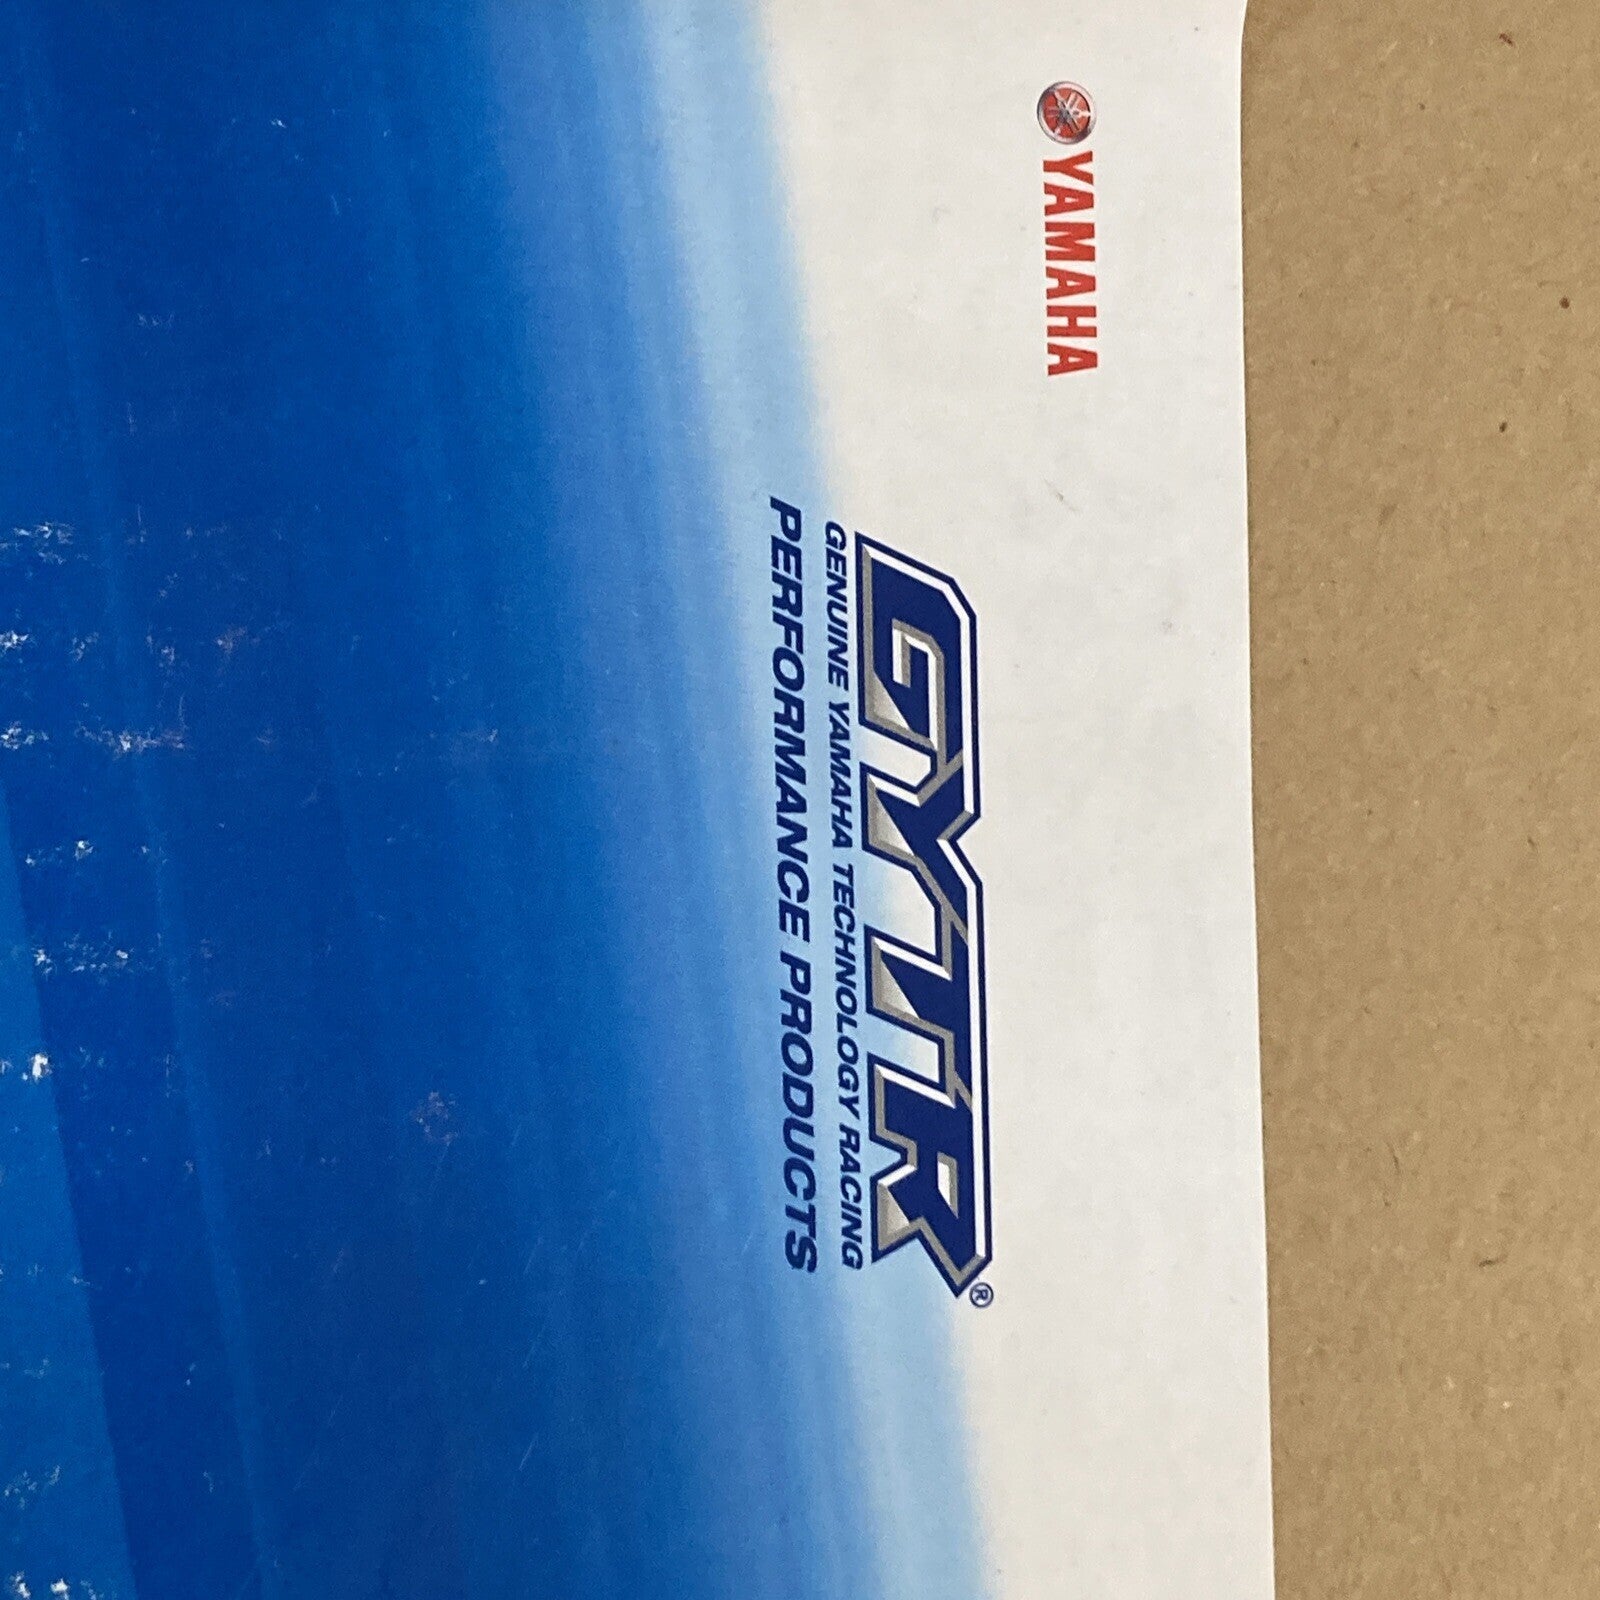 YAMAHA
GYTR®
GENUINE YAMAHA TECHNOLOGY RACING
PERFORMANCE PRODUCTS